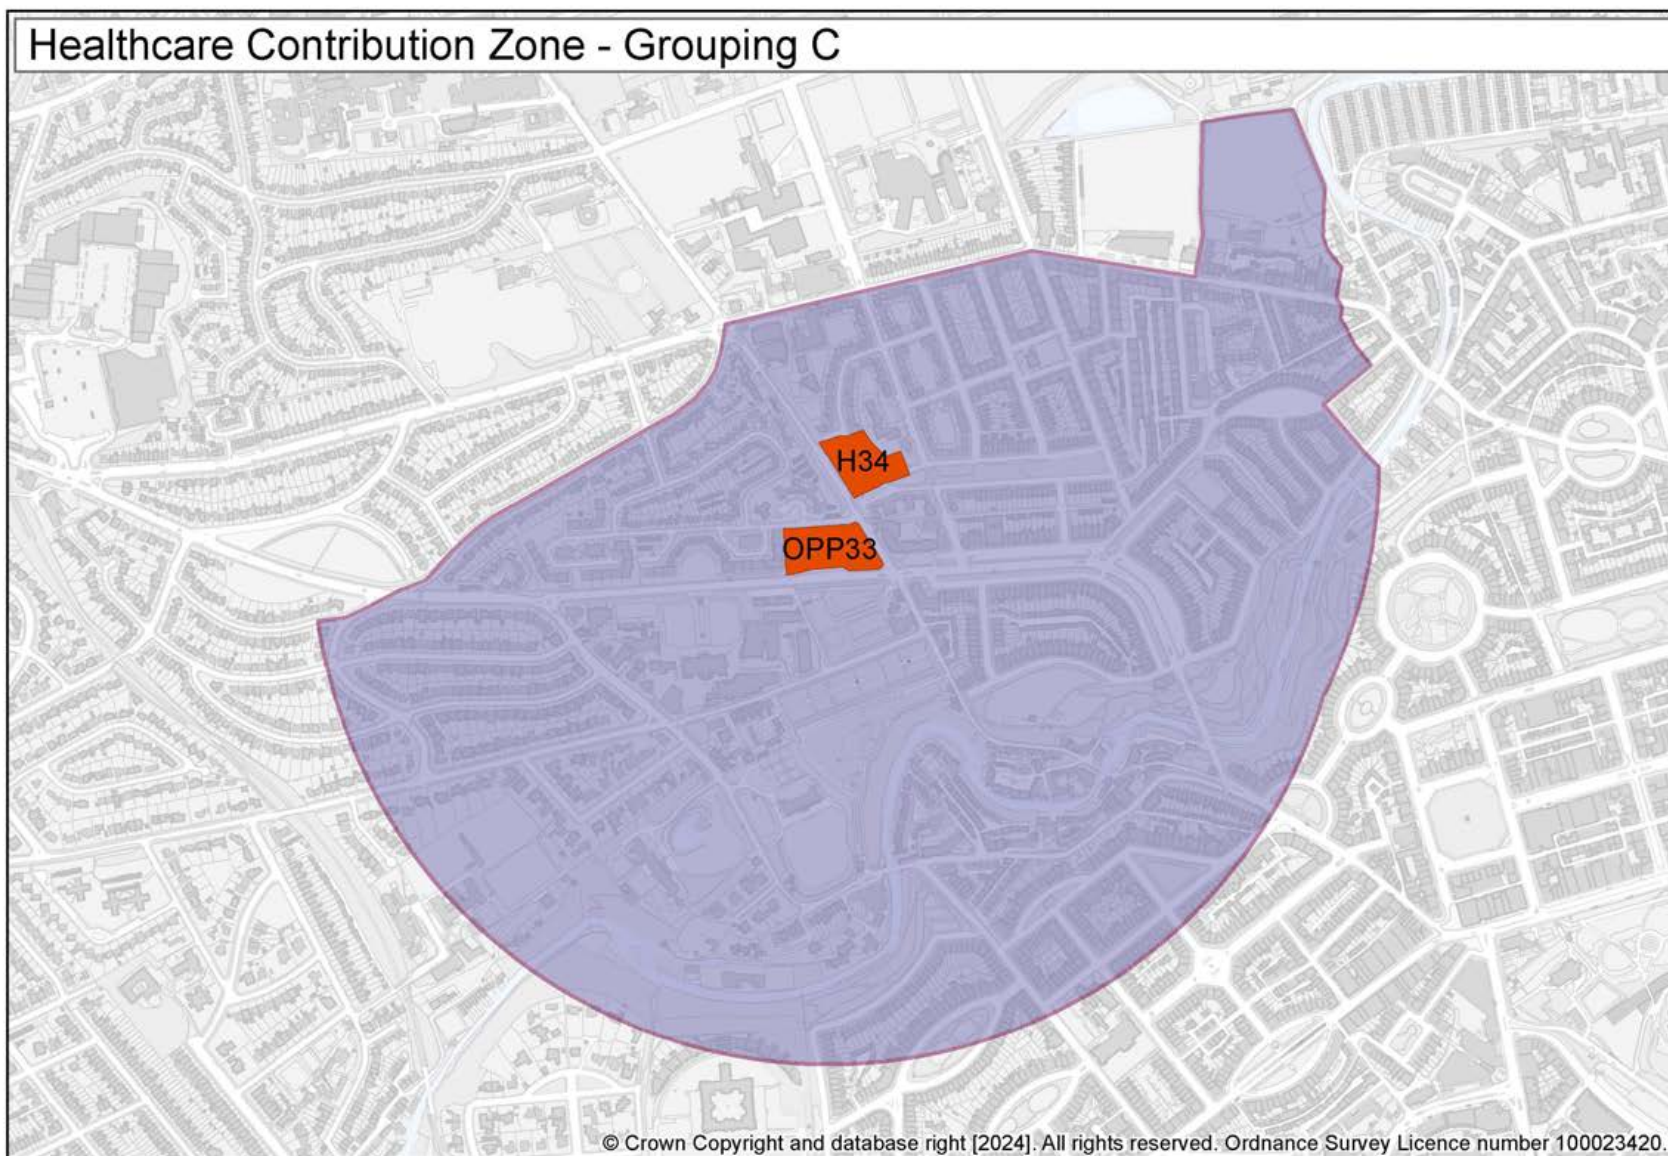 Healthcare Contribution Zone - Grouping C
H34
OPP33
© Crown Copyright and database right [2024]. All rights reserved. Ordnance Survey Licence number 100023420.